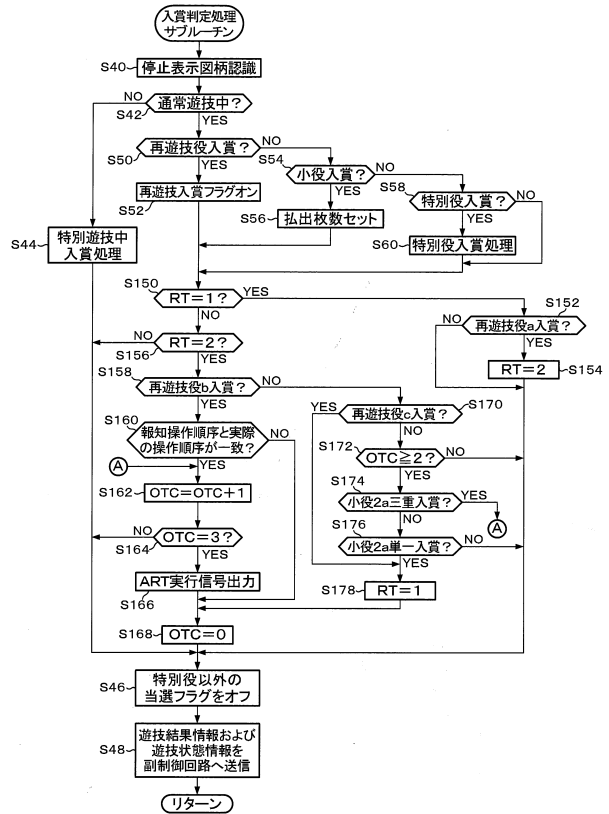 入賞判定処理
サブルーチン
S40
停止表示図柄認識
S42
通常遊技中？
NO
YES
S50
再遊技役入賞？
NO
YES
S52
再遊技入賞フラグオン
S54
小役入賞？
NO
YES
S56
払出枚数セット
S58
特別役入賞？
NO
YES
S60
特別役入賞処理
S44
特別遊技中
入賞処理
S150
RT=1？
YES
NO
S152
再遊技役a入賞？
NO
YES
S154
RT=2
S156
RT=2？
NO
YES
S158
再遊技役b入賞？
NO
YES
S160
報知操作順序と実際
の操作順序が一致？
NO
YES
A
S162
OTC=OTC+1
S164
OTC=3？
NO
YES
S166
ART実行信号出力
S168
OTC=0
S170
再遊技役c入賞？
YES
NO
S172
OTC≧2？
NO
YES
S174
小役2a三重入賞？
YES
NO
A
S176
小役2a単一入賞？
NO
YES
S178
RT=1
S46
特別役以外の
当選フラグをオフ
S48
遊技結果情報および
遊技状態情報を
副制御回路へ送信
リターン